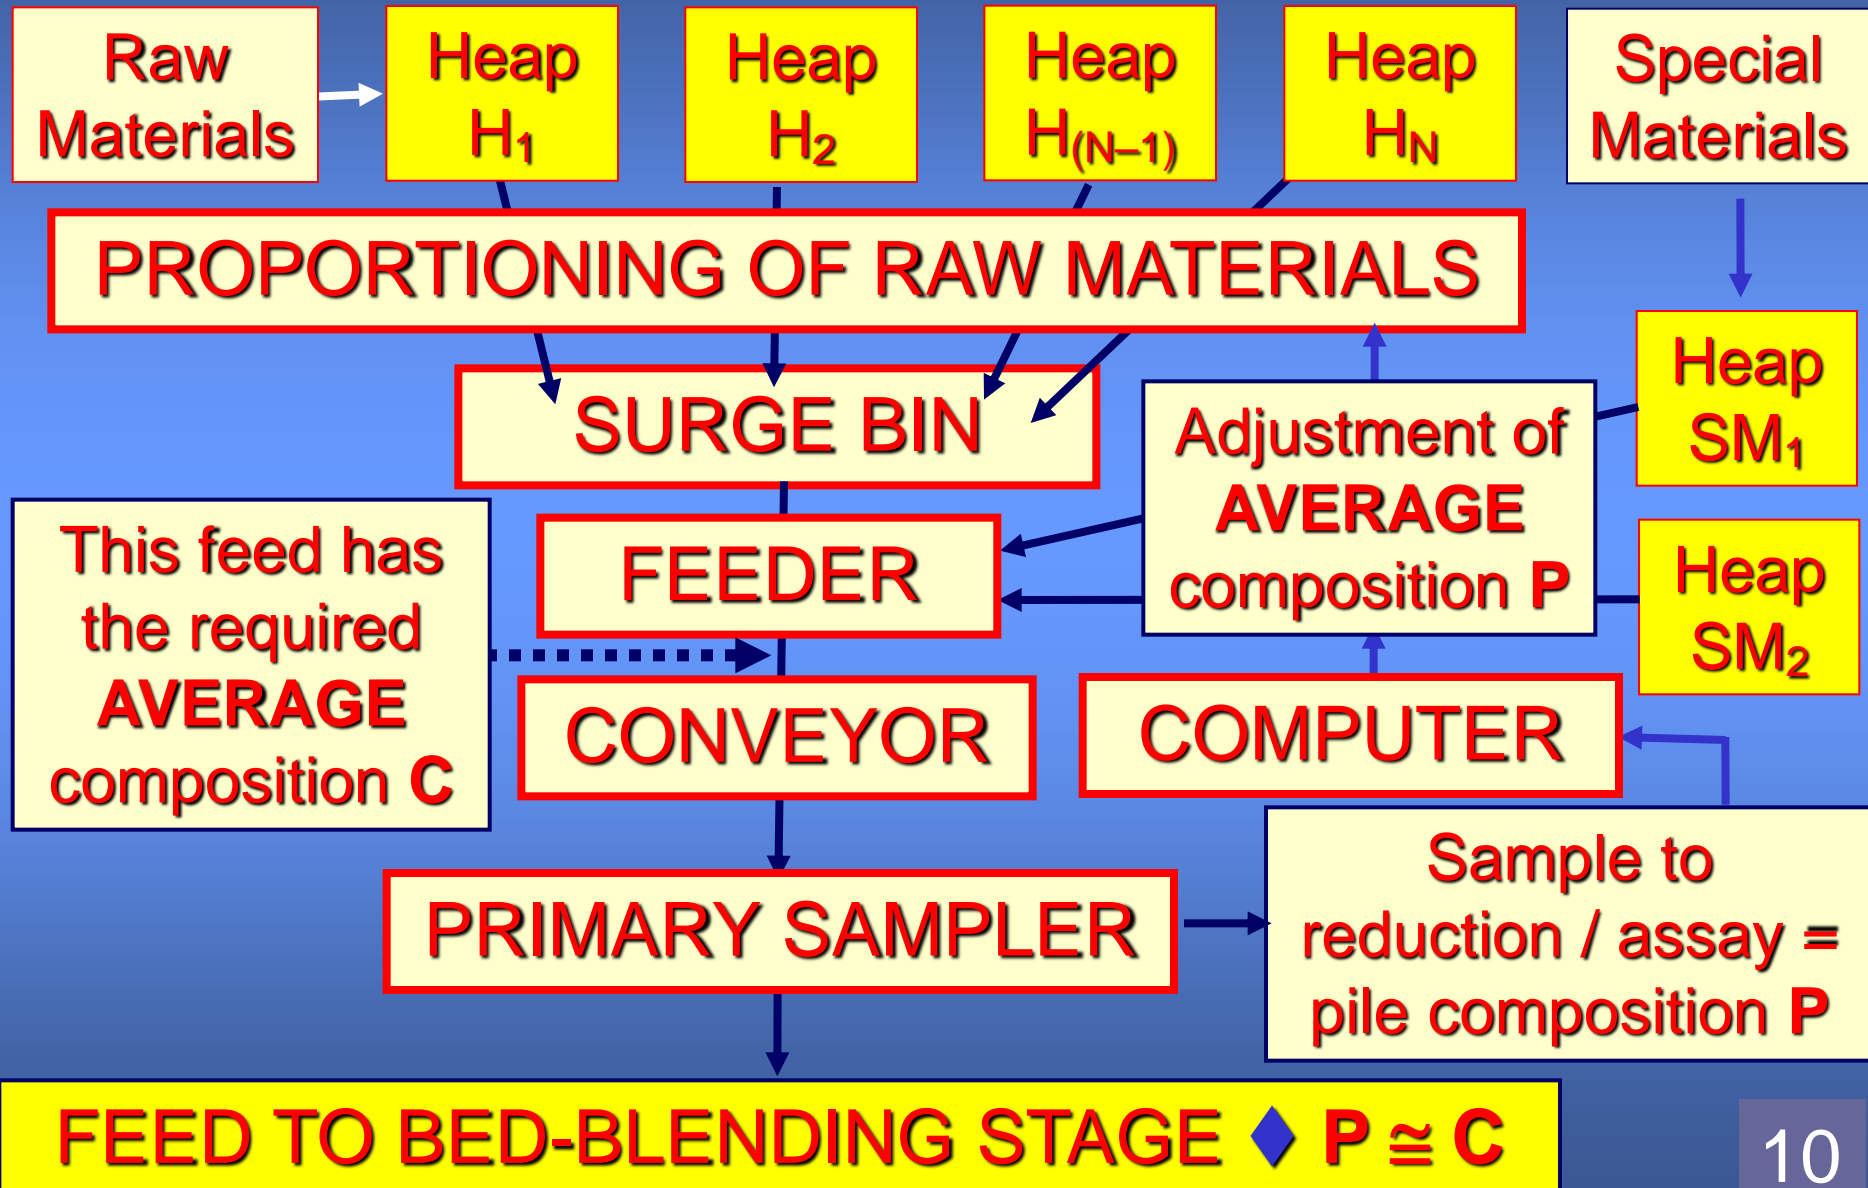 Raw
Materials
Heap
H₁
Heap
H₂
Heap
H₍N–1₎
Heap
H_N
Special
Materials
PROPORTIONING OF RAW MATERIALS
SURGE BIN
Adjustment of
AVERAGE
composition P
Heap
SM₁
Heap
SM₂
This feed has
the required
AVERAGE
composition C
FEEDER
CONVEYOR
COMPUTER
PRIMARY SAMPLER
Sample to
reduction / assay =
pile composition P
FEED TO BED-BLENDING STAGE ♦ P ≅ C
10